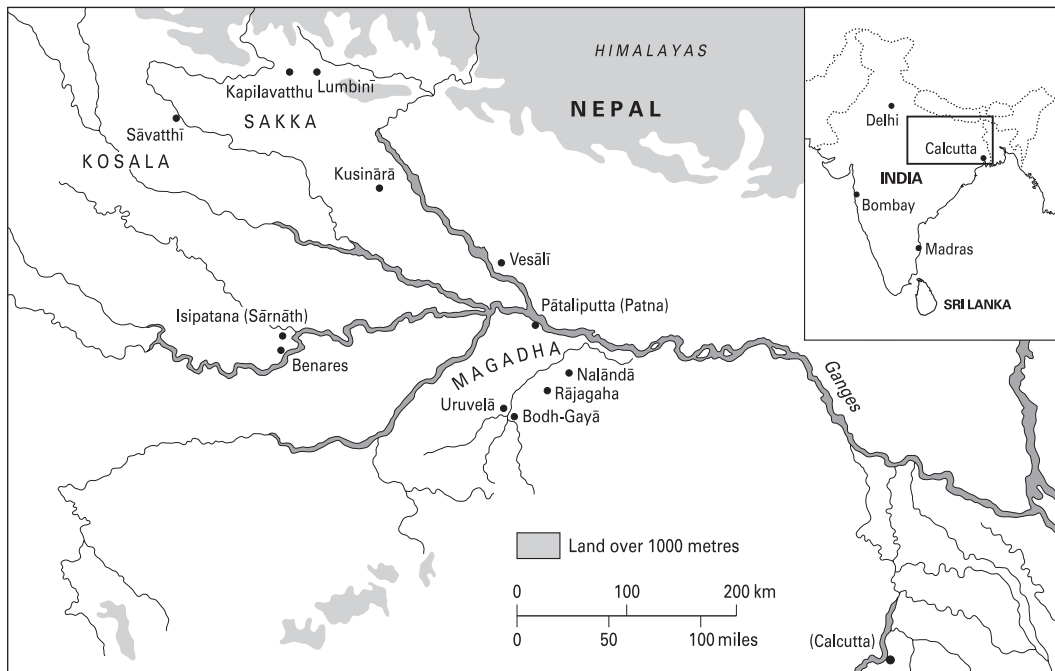 HIMALAYAS
NEPAL
Kapilavatthu
Lumbinī
SAKKA
Sāvatthī
KOSALA
Kusinārā
Vesālī
Pātaliputta (Patna)
Isipatana (Sārnāth)
Benares
MAGADHA
Nalāndā
Rājagaha
Uruvelā
Bodh-Gayā
Ganges
(Calcutta)
Land over 1000 metres
0 100 200 km
0 50 100 miles
Delhi
Calcutta
INDIA
Bombay
Madras
SRI LANKA